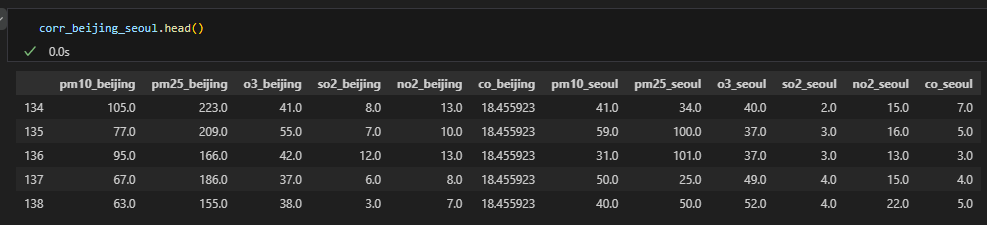 corr_beijing_seoul.head()
0.0s
pm10_beijing pm25_beijing o3_beijing so2_beijing no2_beijing co_beijing pm10_seoul pm25_seoul o3_seoul so2_seoul no2_seoul co_seoul
134 105.0 223.0 41.0 8.0 13.0 18.455923 41.0 34.0 40.0 2.0 15.0 7.0
135 77.0 209.0 55.0 7.0 10.0 18.455923 59.0 100.0 37.0 3.0 16.0 5.0
136 95.0 166.0 42.0 12.0 13.0 18.455923 31.0 101.0 37.0 3.0 13.0 3.0
137 67.0 186.0 37.0 6.0 8.0 18.455923 50.0 25.0 49.0 4.0 15.0 4.0
138 63.0 155.0 38.0 3.0 7.0 18.455923 40.0 50.0 52.0 4.0 22.0 5.0